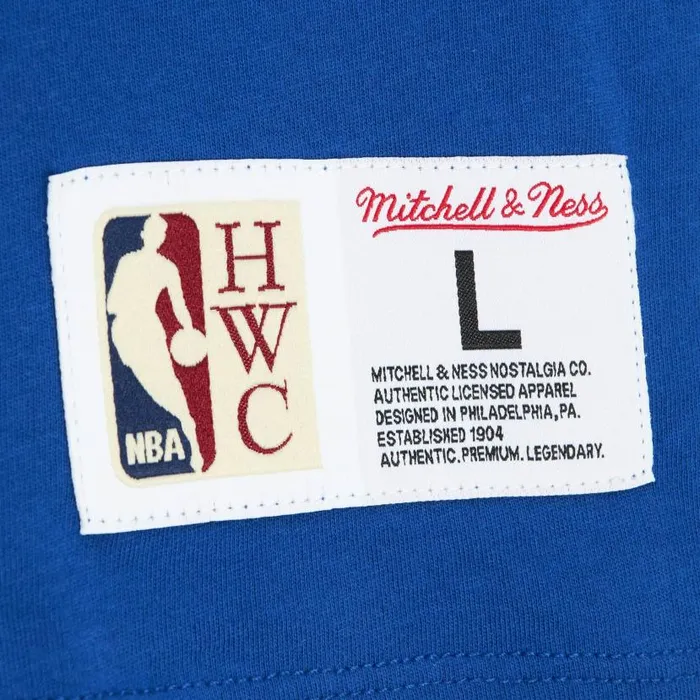 NBA
H
W
C
Mitchell & Ness
L
MITCHELL & NESS NOSTALGIA CO.
AUTHENTIC LICENSED APPAREL
DESIGNED IN PHILADELPHIA, PA.
ESTABLISHED 1904
AUTHENTIC. PREMIUM. LEGENDARY.